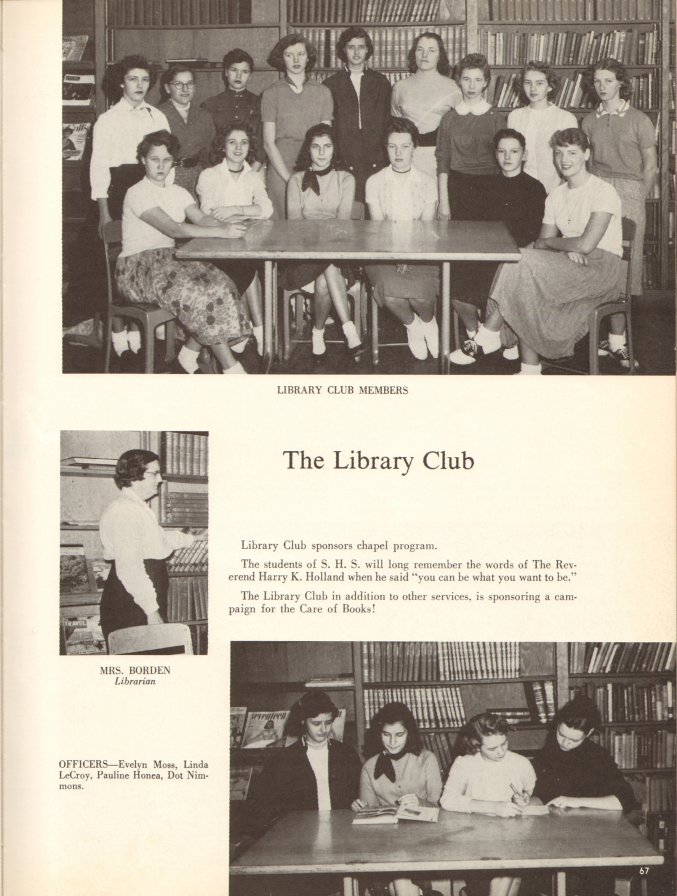 LIBRARY CLUB MEMBERS
The Library Club
Library Club sponsors chapel program.
The students of S. H. S. will long remember the words of The Rev-
erend Harry K. Holland when he said "you can be what you want to be."
The Library Club in addition to other services, is sponsoring a cam-
paign for the Care of Books!
TRAVEL
MRS. BORDEN
Librarian
seventeen
OFFICERS—Evelyn Moss, Linda
LeCroy, Pauline Honea, Dot Nim-
mons.
67